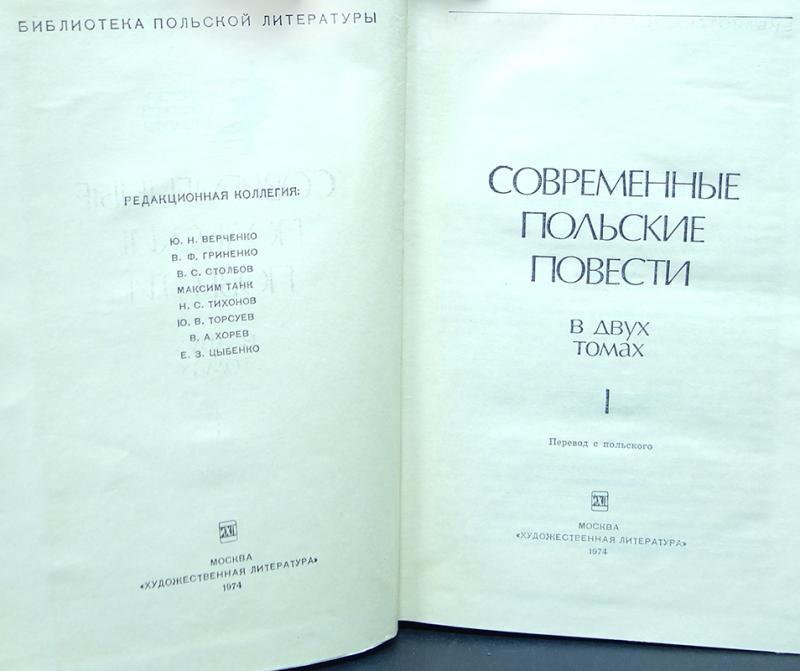 БИБЛИОТЕКА ПОЛЬСКОЙ ЛИТЕРАТУРЫ
РЕДАКЦИОННАЯ КОЛЛЕГИЯ:
Ю. Н. ВЕРЧЕНКО
В. Ф. ГРИНЕНКО
В. С. СТОЛБОВ
МАКСИМ ТАНК
Н. С. ТИХОНОВ
Ю. В. ТОРСУЕВ
В. А. ХОРЕВ
Е. З. ЦЫБЕНКО
МОСКВА
«ХУДОЖЕСТВЕННАЯ ЛИТЕРАТУРА»
1974
СОВРЕМЕННЫЕ
ПОЛЬСКИЕ
ПОВЕСТИ
В ДВУХ
ТОМАХ
I
Перевод с польского
МОСКВА
«ХУДОЖЕСТВЕННАЯ ЛИТЕРАТУРА»
1974